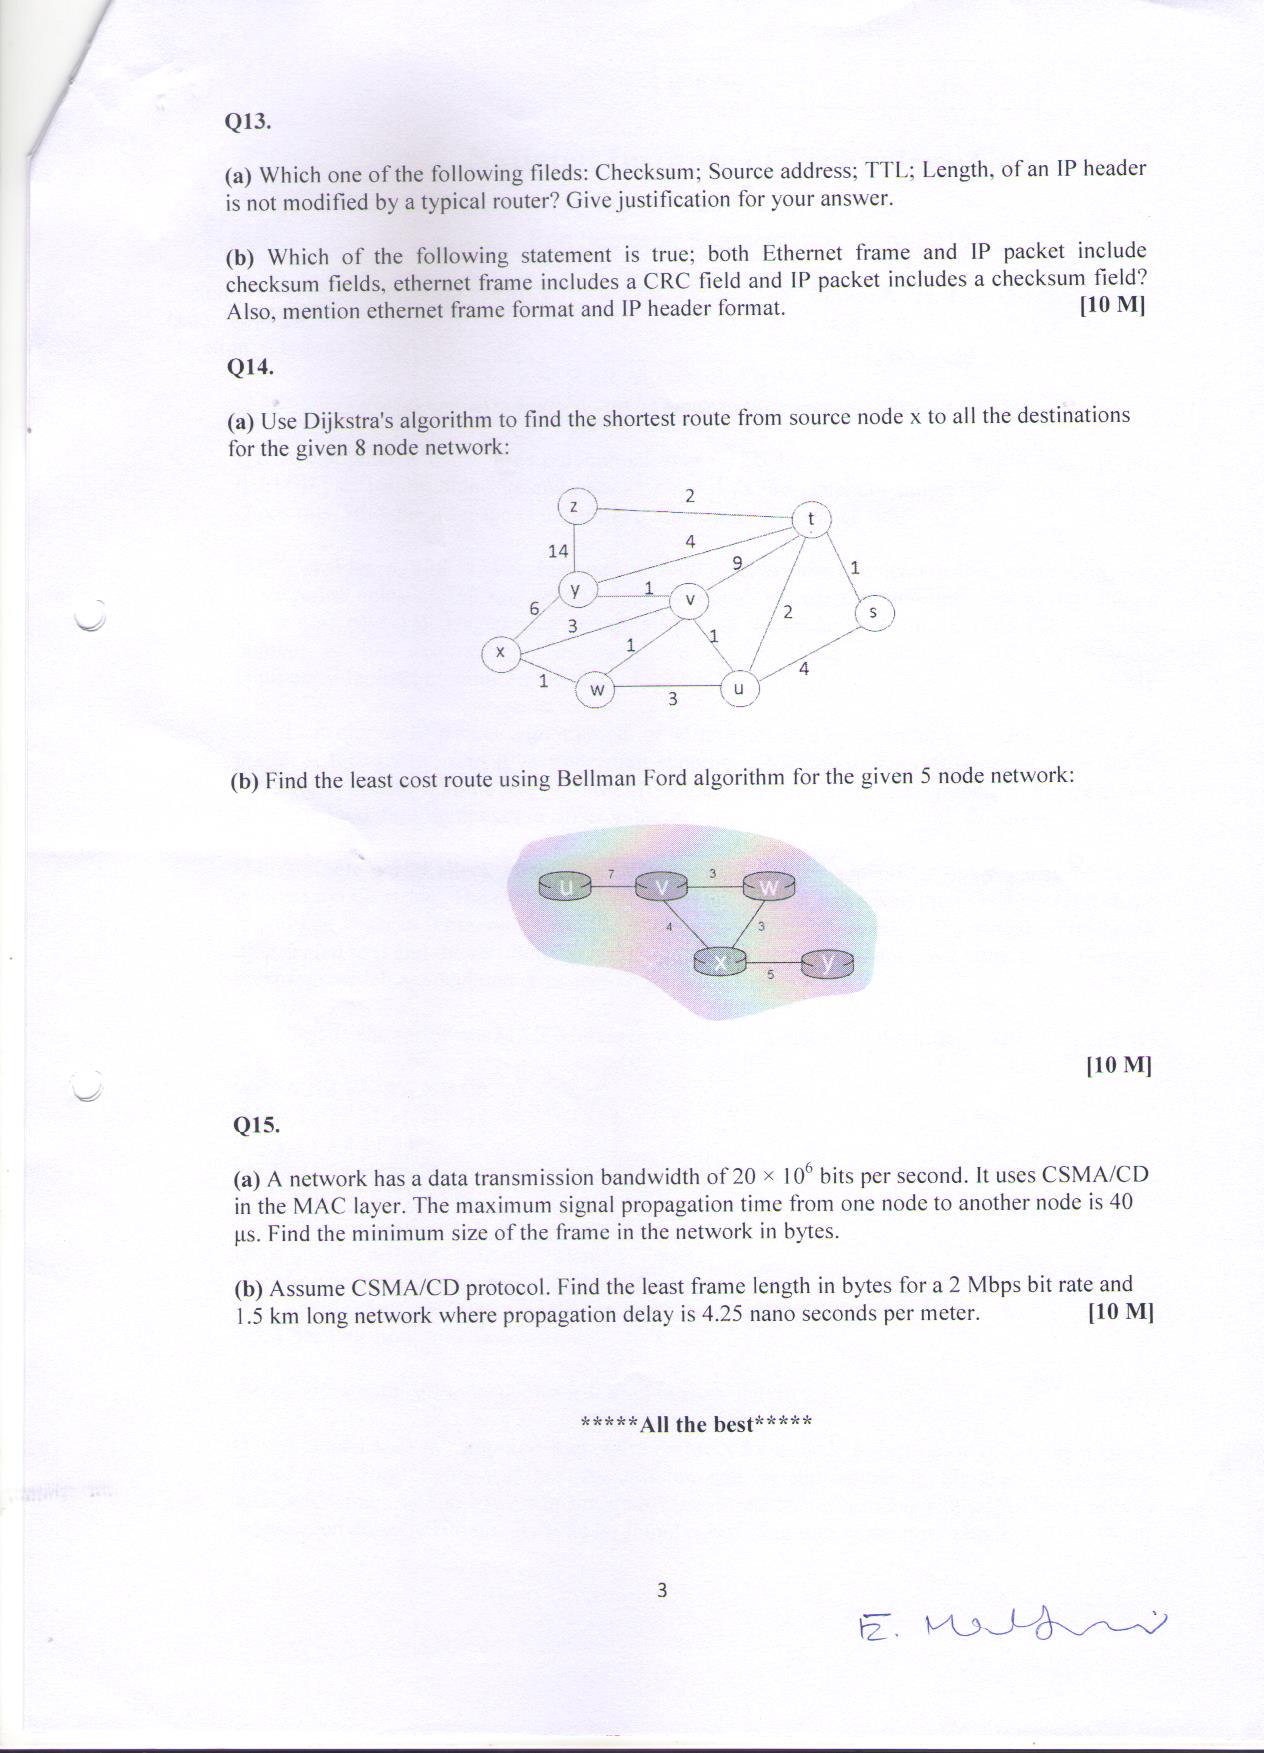 Q13.
(a) Which one of the following fileds: Checksum; Source address; TTL; Length, of an IP header
is not modified by a typical router? Give justification for your answer.
(b) Which of the following statement is true; both Ethernet frame and IP packet include
checksum fields, ethernet frame includes a CRC field and IP packet includes a checksum field?
Also, mention ethernet frame format and IP header format. [10 M]
Q14.
(a) Use Dijkstra's algorithm to find the shortest route from source node x to all the destinations
for the given 8 node network:
z 2 t
14 4 9 1
y 1 v s
6 3 1 1 2
x 4
1 w 3 u
(b) Find the least cost route using Bellman Ford algorithm for the given 5 node network:
u 7 v 3 w
4 3
x 5 y
[10 M]
Q15.
(a) A network has a data transmission bandwidth of 20 × 10⁶ bits per second. It uses CSMA/CD
in the MAC layer. The maximum signal propagation time from one node to another node is 40
µs. Find the minimum size of the frame in the network in bytes.
(b) Assume CSMA/CD protocol. Find the least frame length in bytes for a 2 Mbps bit rate and
1.5 km long network where propagation delay is 4.25 nano seconds per meter. [10 M]
*****All the best*****
3
E.